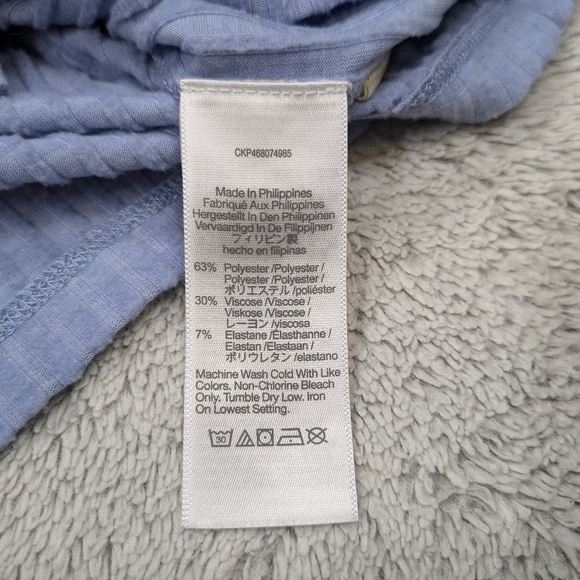 CKP468074985
Made In Philippines
Fabriqué Aux Philippines
Hergestellt In Den Philippinen
Vervaardigd In De Filippijnen
フィリピン製
hecho en filipinas
63% Polyester /Polyester /
Polyester /Polyester /
ポリエステル /poliéster
30% Viscose /Viscose /
Viskose /Viscose /
レーヨン /viscosa
7% Elastane /Élasthanne /
Elastan /Elastaan /
ポリウレタン /elastano
Machine Wash Cold With Like
Colors. Non-Chlorine Bleach
Only. Tumble Dry Low. Iron
On Lowest Setting.
30